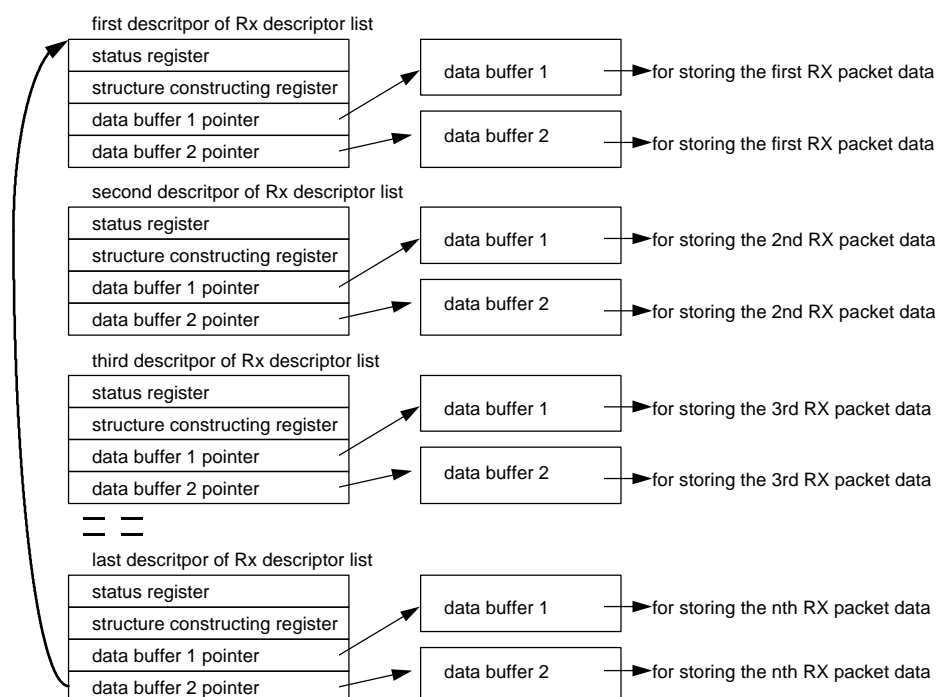 first descritpor of Rx descriptor list
status register
structure constructing register
data buffer 1 pointer
data buffer 2 pointer
data buffer 1
for storing the first RX packet data
data buffer 2
for storing the first RX packet data
second descritpor of Rx descriptor list
status register
structure constructing register
data buffer 1 pointer
data buffer 2 pointer
data buffer 1
for storing the 2nd RX packet data
data buffer 2
for storing the 2nd RX packet data
third descritpor of Rx descriptor list
status register
structure constructing register
data buffer 1 pointer
data buffer 2 pointer
data buffer 1
for storing the 3rd RX packet data
data buffer 2
for storing the 3rd RX packet data
last descritpor of Rx descriptor list
status register
structure constructing register
data buffer 1 pointer
data buffer 2 pointer
data buffer 1
for storing the nth RX packet data
data buffer 2
for storing the nth RX packet data